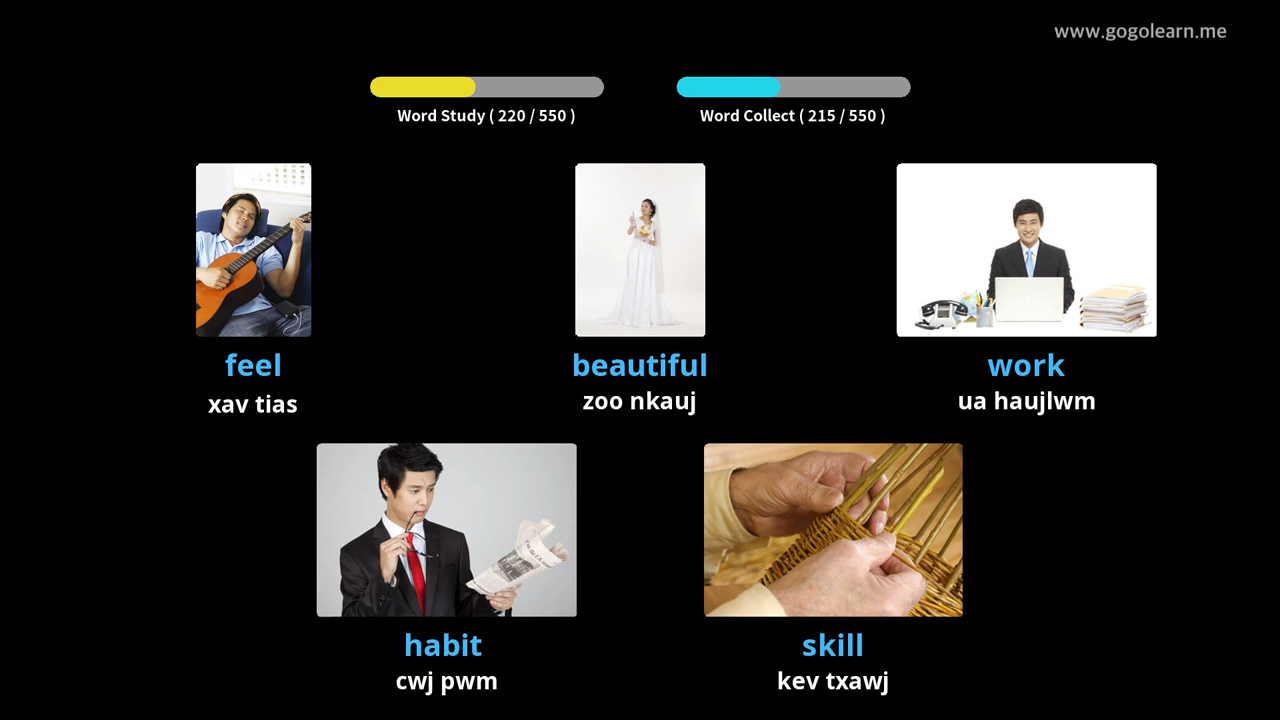 www.gogolearn.me
Word Study ( 220 / 550 )
Word Collect ( 215 / 550 )
feel
xav tias
beautiful
zoo nkauj
work
ua haujlwm
habit
cwj pwm
skill
kev txawj